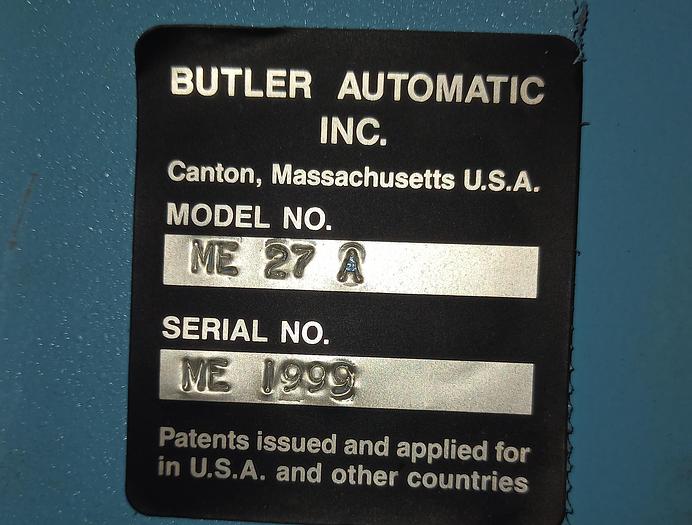 BUTLER AUTOMATIC
INC.
Canton, Massachusetts U.S.A.
MODEL NO.
ME 27 A
SERIAL NO.
ME 1999
Patents issued and applied for
in U.S.A. and other countries